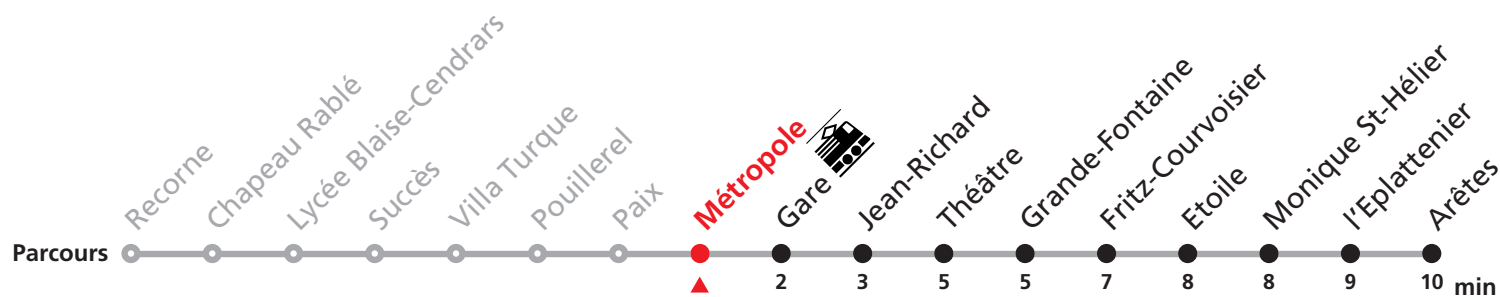 Recorne
Chapeau Rablé
Lycée Blaise-Cendrars
Succès
Villa Turque
Pouillerel
Paix
Métropole
Gare
Jean-Richard
Théâtre
Grande-Fontaine
Fritz-Courvoisier
Etoile
Monique St-Hélier
l'Eplattenier
Arêtes
Parcours
2 3 5 5 7 8 8 9 10 min